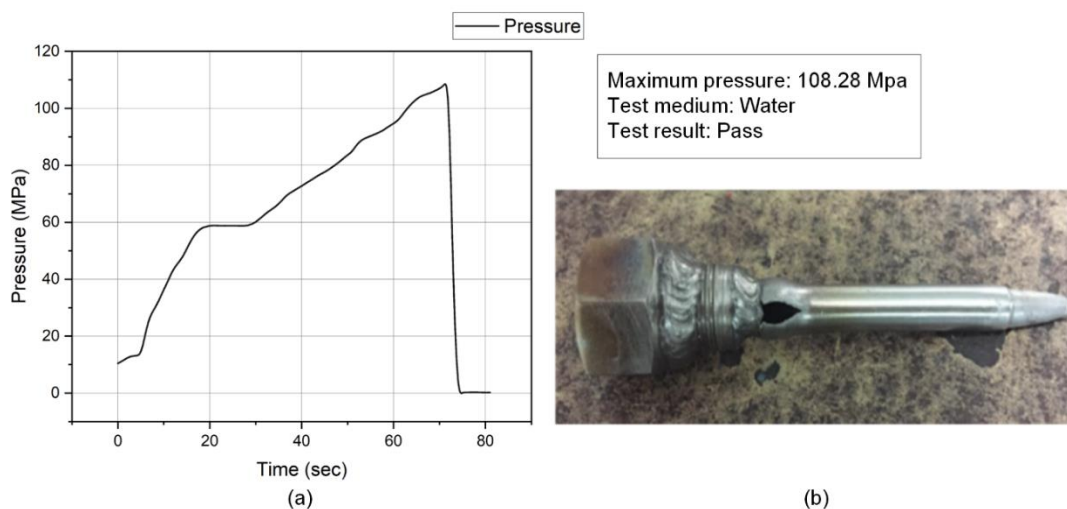 Pressure
120
100
80
60
40
20
0
Pressure (MPa)
0 20 40 60 80
Time (sec)
(a)
Maximum pressure: 108.28 Mpa
Test medium: Water
Test result: Pass
(b)